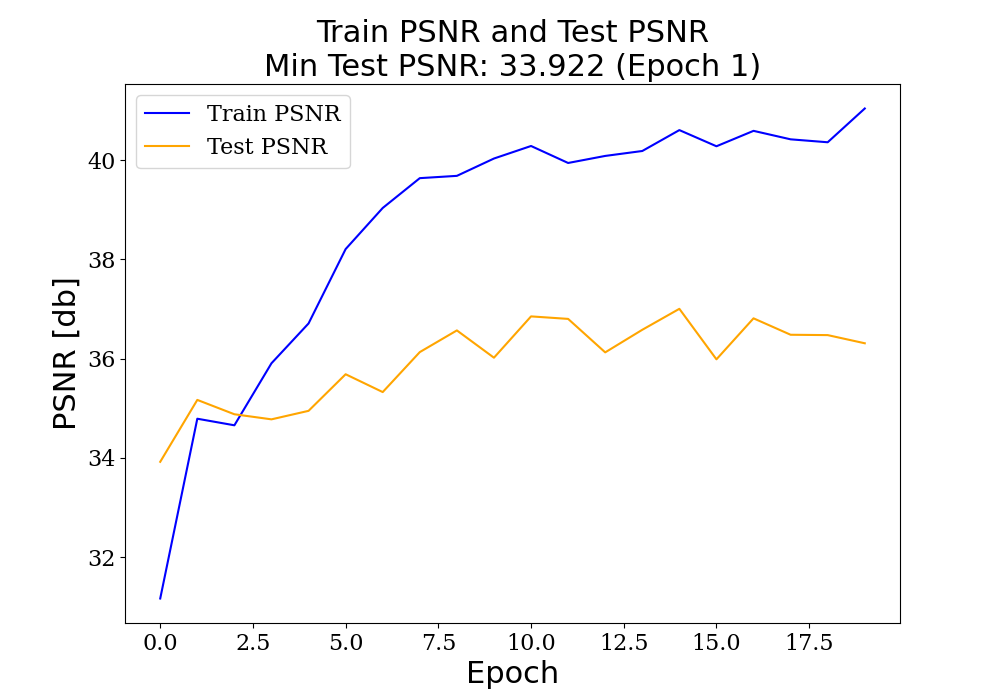 Train PSNR and Test PSNR
Min Test PSNR: 33.922 (Epoch 1)
Train PSNR
Test PSNR
PSNR [db]
40
38
36
34
32
0.0 2.5 5.0 7.5 10.0 12.5 15.0 17.5
Epoch